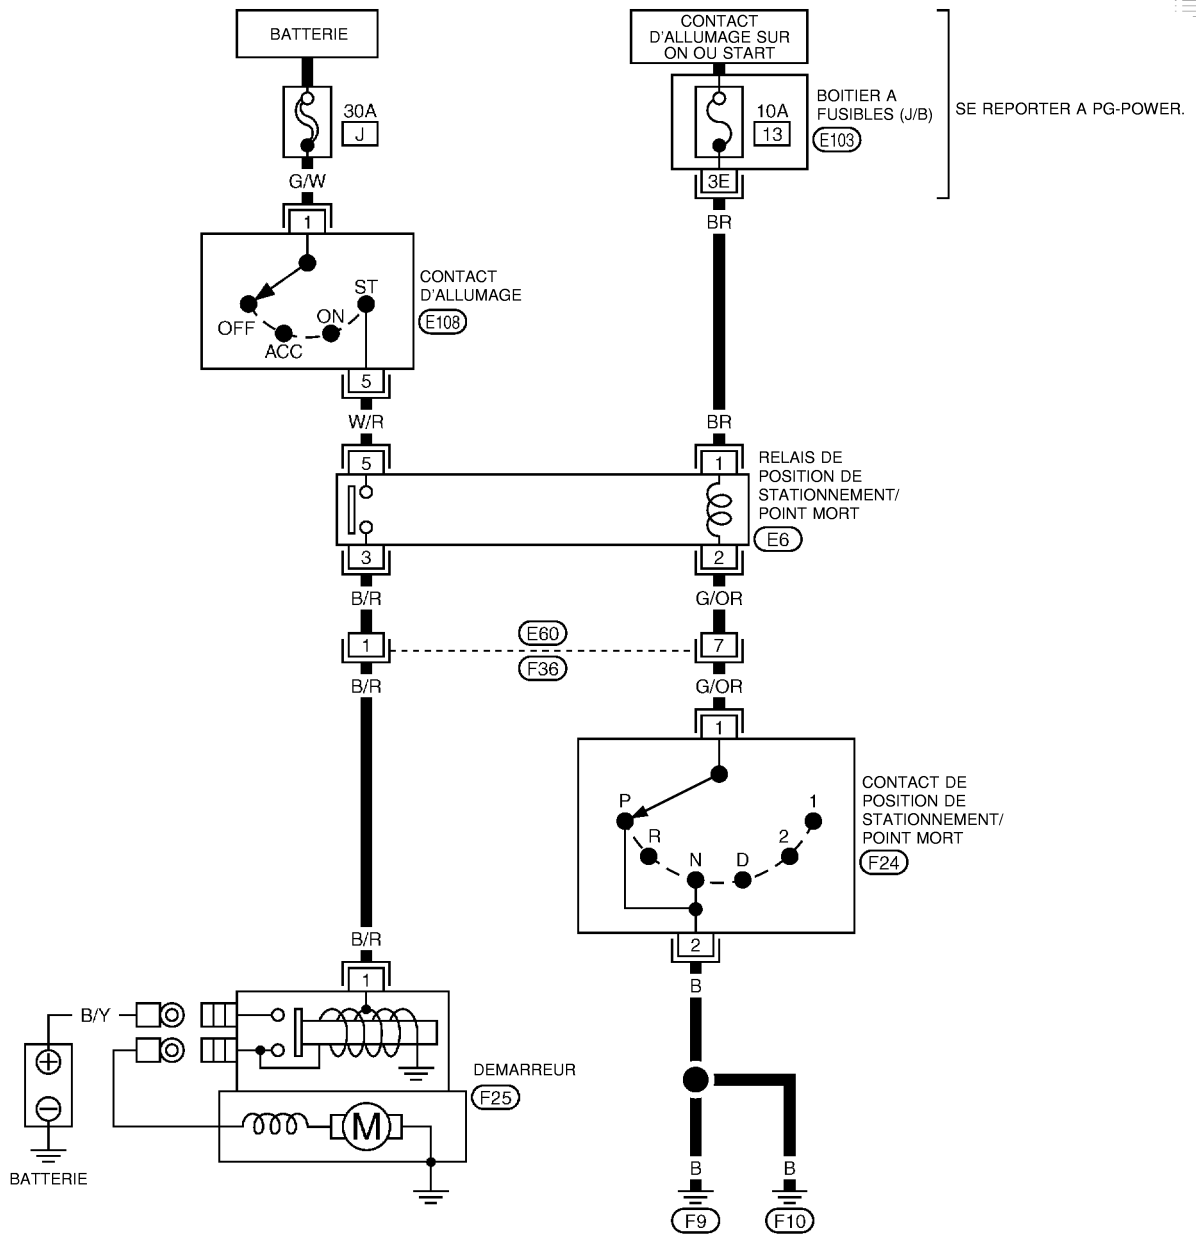 BATTERIE
CONTACT
D'ALLUMAGE SUR
ON OU START
30A
J
10A
13
BOITIER A
FUSIBLES (J/B)
E103
SE REPORTER A PG-POWER.
G/W
3E
1
BR
CONTACT
D'ALLUMAGE
E108
OFF
ACC
ON
ST
5
W/R
BR
5
1
RELAIS DE
POSITION DE
STATIONNEMENT/
POINT MORT
E6
3
2
B/R
G/OR
1
E60
F36
7
B/R
G/OR
1
P
R
N
D
2
1
CONTACT DE
POSITION DE
STATIONNEMENT/
POINT MORT
F24
B/R
2
1
B
B/Y
DEMARREUR
F25
M
BATTERIE
B
B
F9
F10